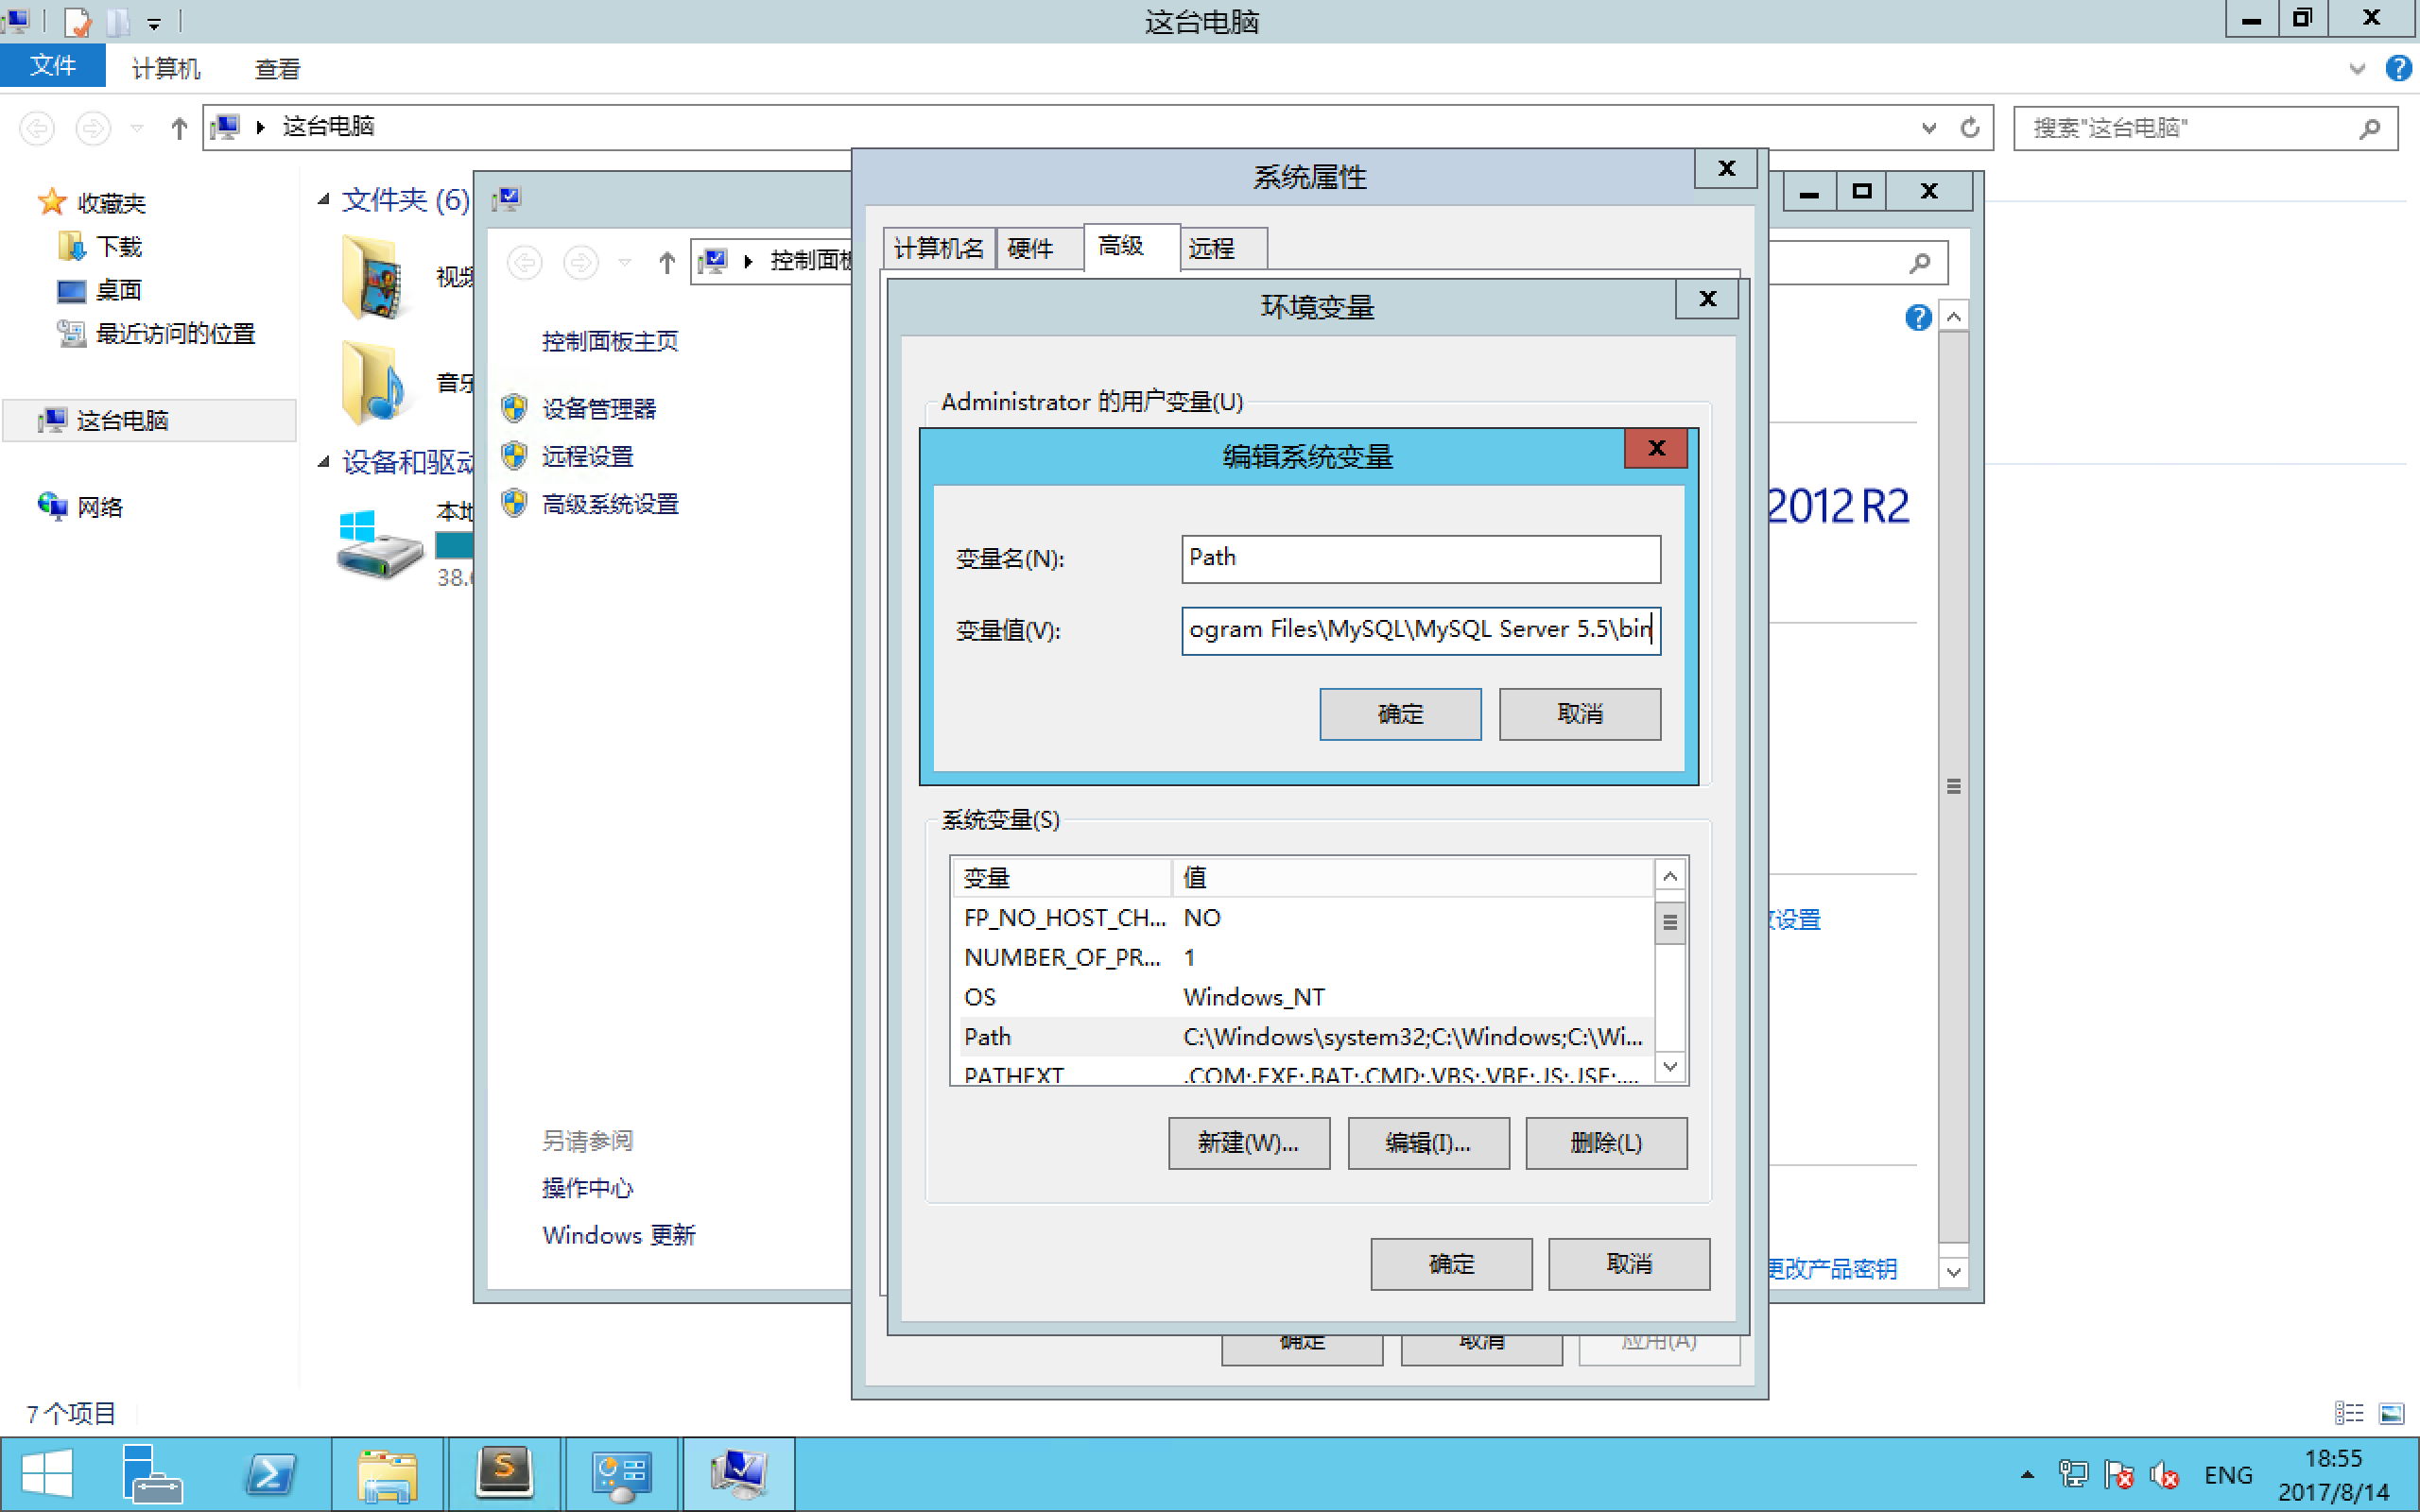 这台电脑
文件
计算机
查看
这台电脑
搜索"这台电脑"
收藏夹
下载
桌面
最近访问的位置
这台电脑
网络
文件夹 (6)
视频
音乐
设备和驱动
本地
38.
控制面板
控制面板主页
设备管理器
远程设置
高级系统设置
另请参阅
操作中心
Windows 更新
2012 R2
改设置
更改产品密钥
系统属性
计算机名
硬件
高级
远程
环境变量
Administrator 的用户变量(U)
编辑系统变量
变量名(N):
Path
变量值(V):
ogram Files\MySQL\MySQL Server 5.5\bin
确定
取消
系统变量(S)
变量 值
FP_NO_HOST_CH... NO
NUMBER_OF_PR... 1
OS Windows_NT
Path C:\Windows\system32;C:\Windows;C:\Wi...
PATHEXT .COM;.EXE;.BAT;.CMD;.VBS;.VBE;.JS;.JSE;....
新建(W)...
编辑(I)...
删除(L)
确定
取消
确定
取消
应用(A)
7 个项目
ENG
18:55
2017/8/14